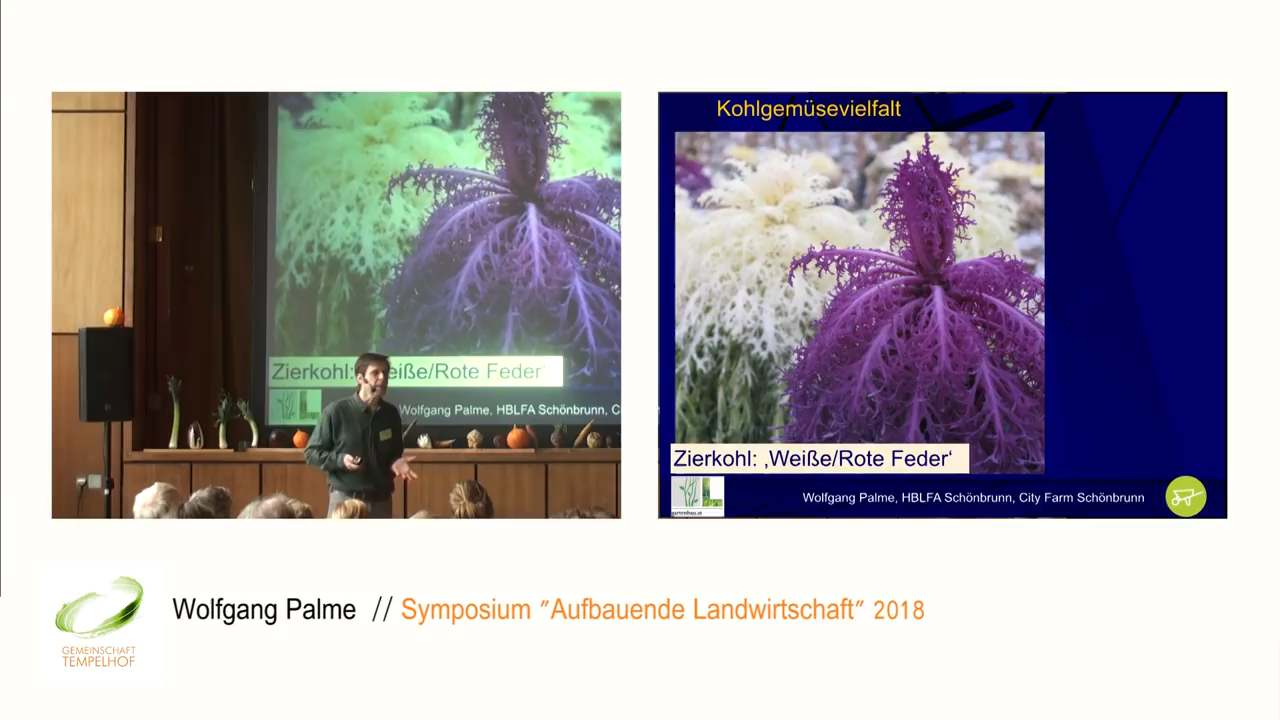 Zierkohl: Weiße/Rote Feder'
Wolfgang Palme, HBLFA Schönbrunn, C
Kohlgemüsevielfalt
Zierkohl: ‚Weiße/Rote Feder‘
gartenbau.at
Wolfgang Palme, HBLFA Schönbrunn, City Farm Schönbrunn
Wolfgang Palme // Symposium "Aufbauende Landwirtschaft" 2018
GEMEINSCHAFT
TEMPELHOF